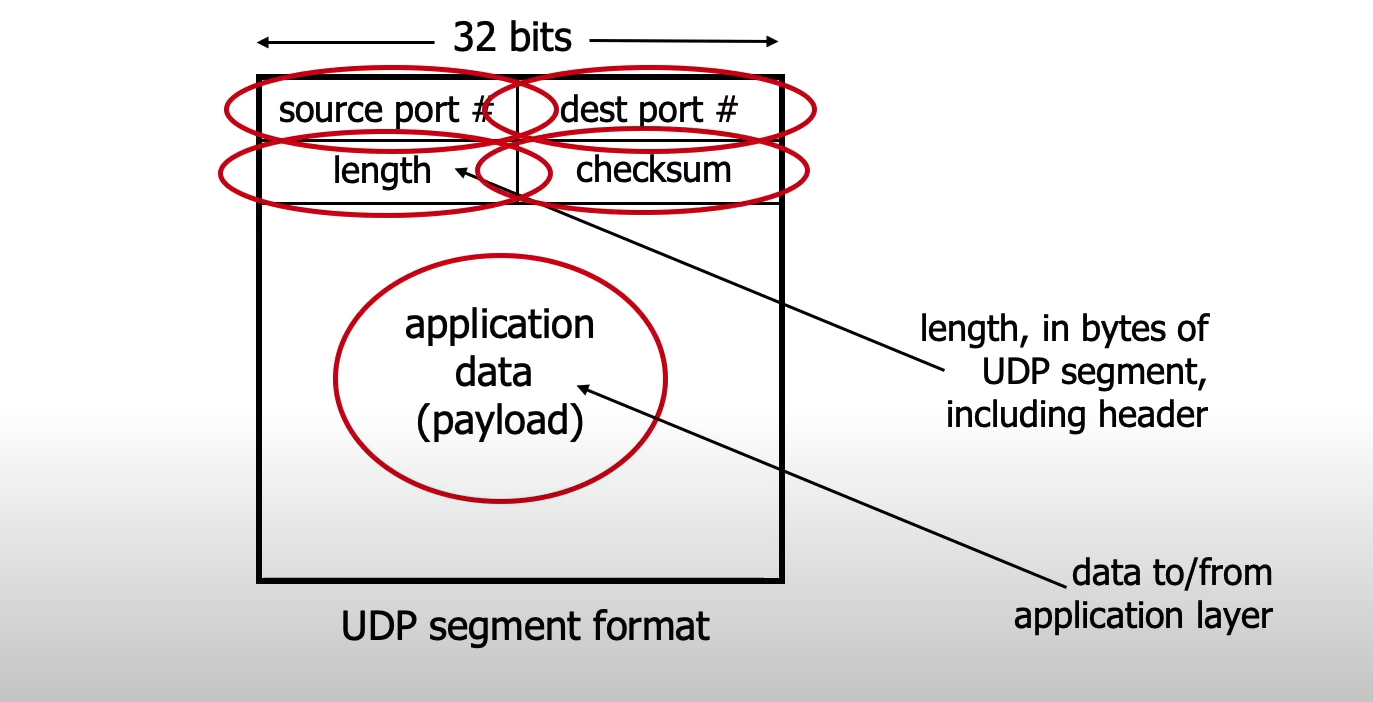 32 bits
source port #
dest port #
length
checksum
application
data
(payload)
length, in bytes of
UDP segment,
including header
data to/from
application layer
UDP segment format